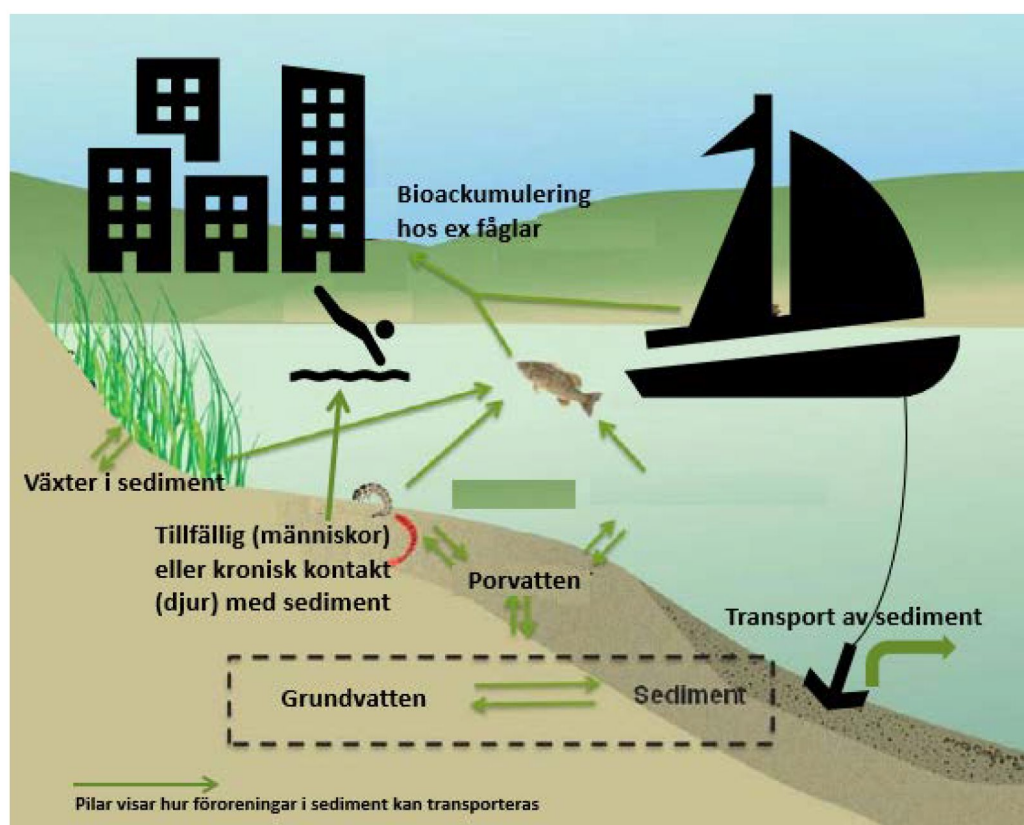 Bioackumulering
hos ex fåglar
Växter i sediment
Tillfällig (människor)
eller kronisk kontakt
(djur) med sediment
Porvatten
Transport av sediment
Grundvatten
Sediment
Pilar visar hur föroreningar i sediment kan transporteras